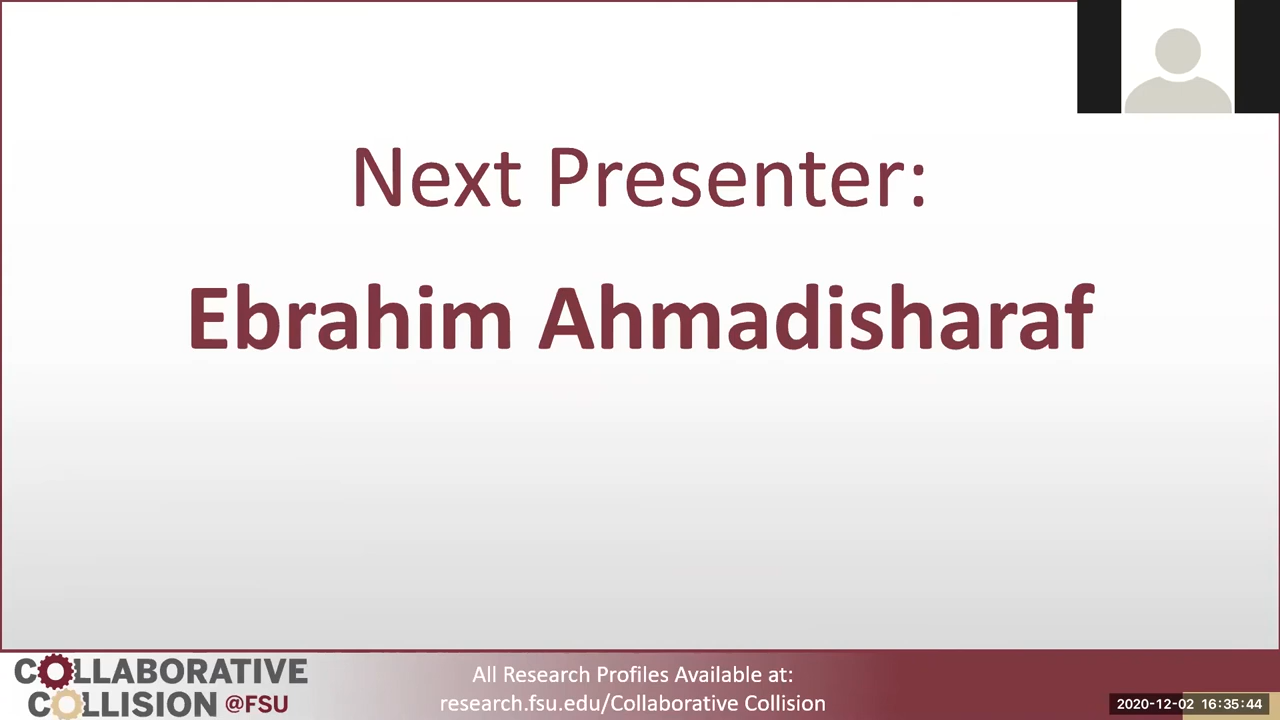 Next Presenter:
Ebrahim Ahmadisharaf
COLLABORATIVE
COLLISION @FSU
All Research Profiles Available at:
research.fsu.edu/Collaborative Collision
2020-12-02 16:35:44